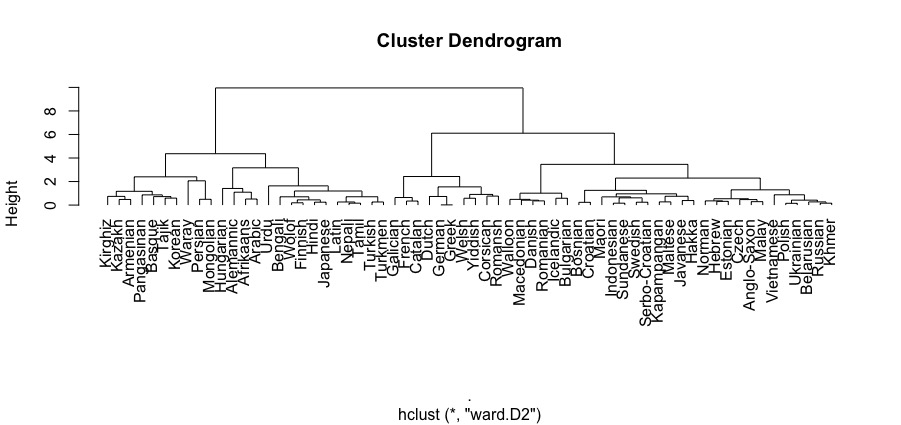 Cluster Dendrogram
Height
0 2 4 6 8
Kirghiz
Kazakh
Armenian
Pangasinan
Basque
Tajik
Korean
Waray
Persian
Mongolian
Hungarian
Alemannic
Afrikaans
Arabic
Urdu
Bengali
Wolof
Finnish
Hindi
Japanese
Latin
Nepali
Tamil
Turkish
Turkmen
Galician
French
Catalan
Dutch
German
Greek
Welsh
Yiddish
Corsican
Romansh
Walloon
Macedonian
Danish
Romanian
Icelandic
Bulgarian
Bosnian
Croatian
Maori
Indonesian
Sundanese
Swedish
Serbo-Croatian
Kapampangan
Maltese
Javanese
Hakka
Norman
Hebrew
Estonian
Czech
Anglo-Saxon
Malay
Vietnamese
Polish
Ukrainian
Belarusian
Russian
Khmer
.
hclust (*, "ward.D2")